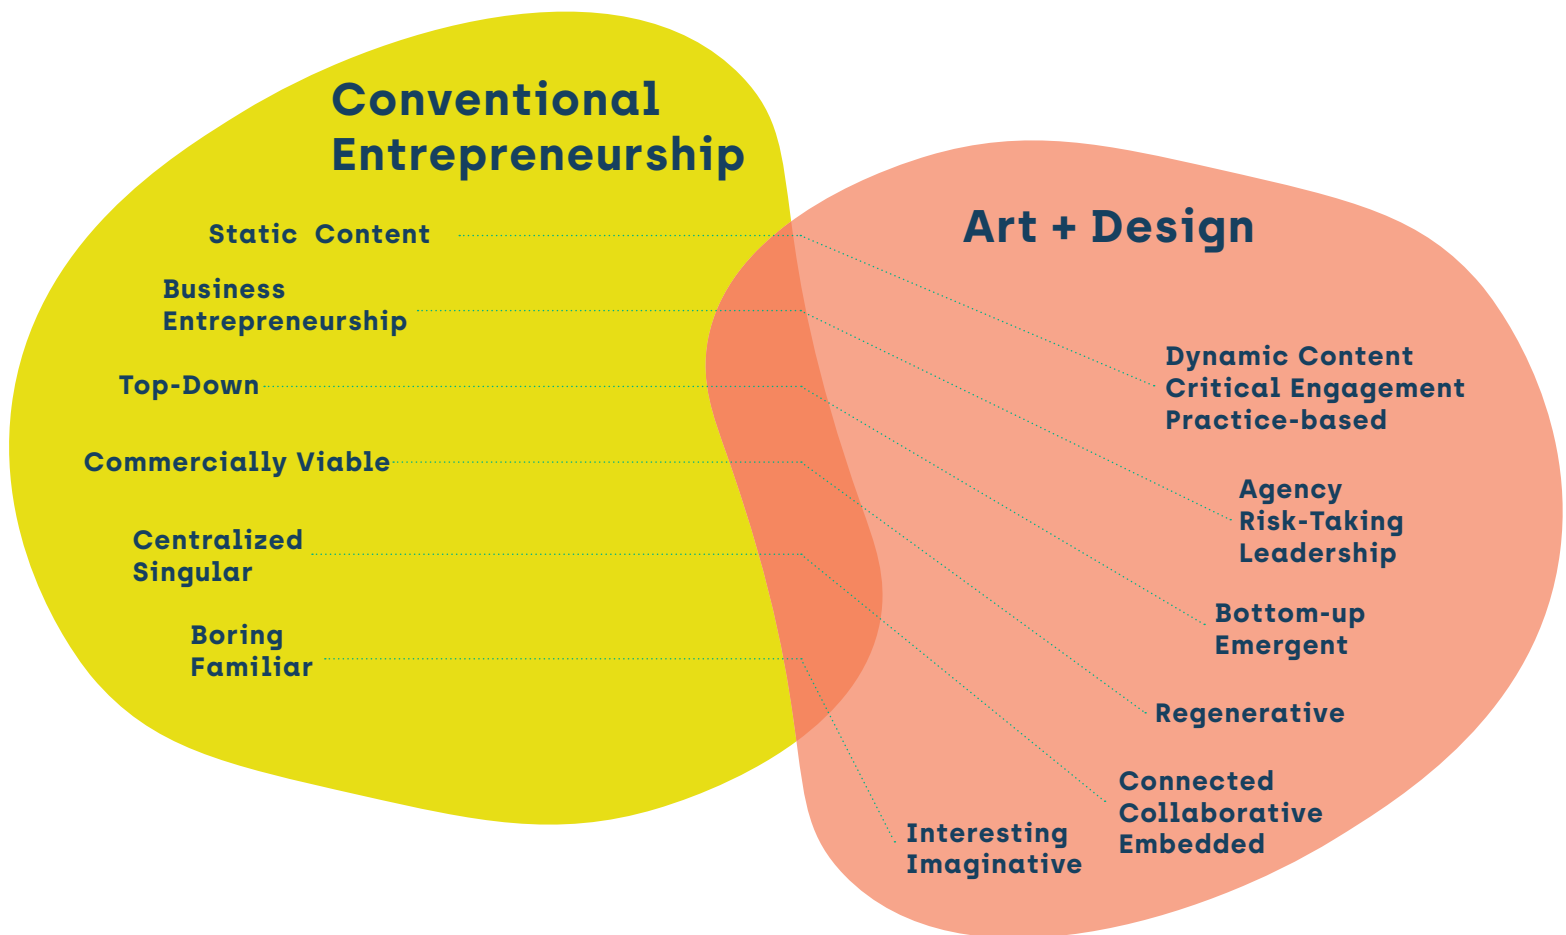 Conventional
Entrepreneurship
Static Content
Business
Entrepreneurship
Top-Down
Commercially Viable
Centralized
Singular
Boring
Familiar
Art + Design
Dynamic Content
Critical Engagement
Practice-based
Agency
Risk-Taking
Leadership
Bottom-up
Emergent
Regenerative
Connected
Collaborative
Embedded
Interesting
Imaginative